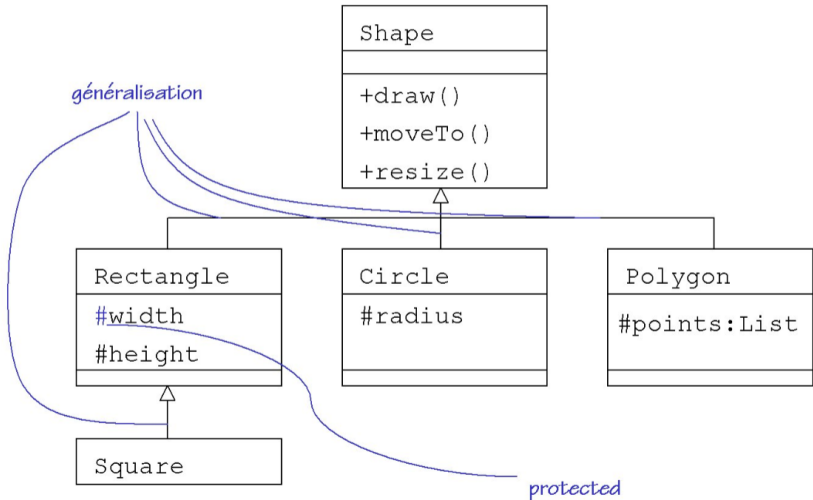 Shape
généralisation
+draw()
+moveTo()
+resize()
Rectangle
#width
#height
Circle
#radius
Polygon
#points:List
Square
protected